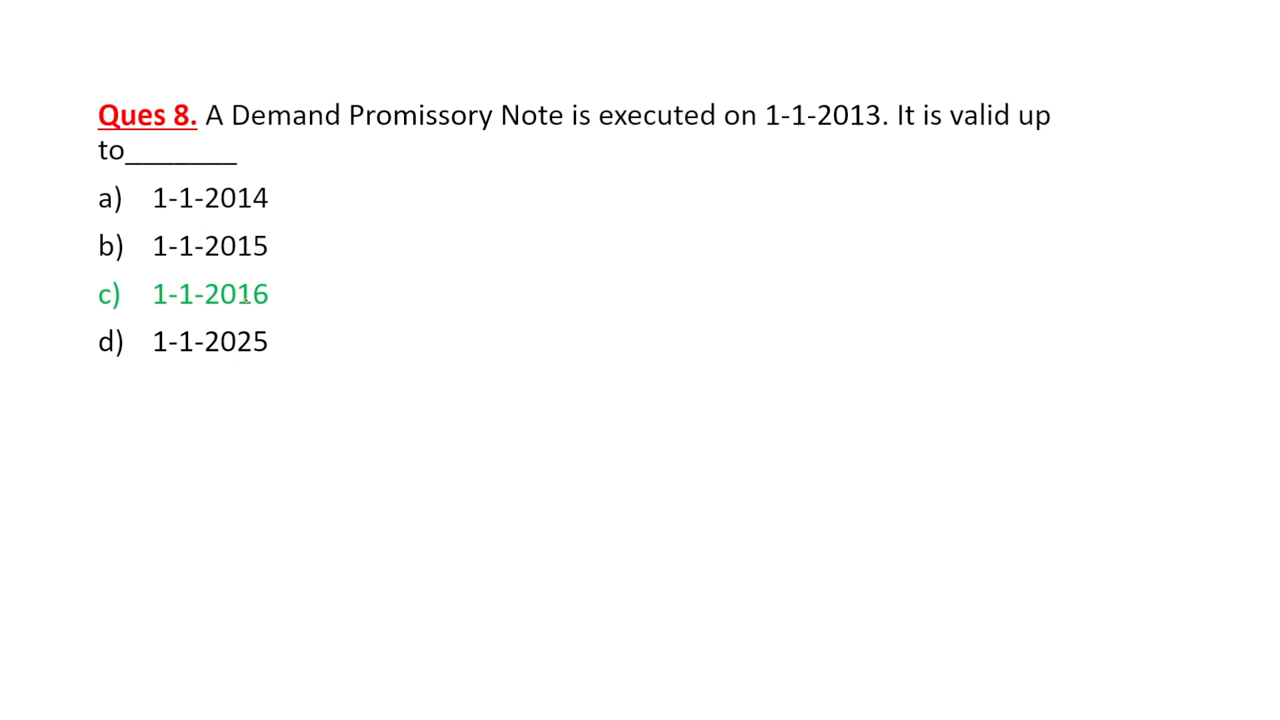 Ques 8. A Demand Promissory Note is executed on 1-1-2013. It is valid up
to_______
a) 1-1-2014
b) 1-1-2015
c) 1-1-2016
d) 1-1-2025